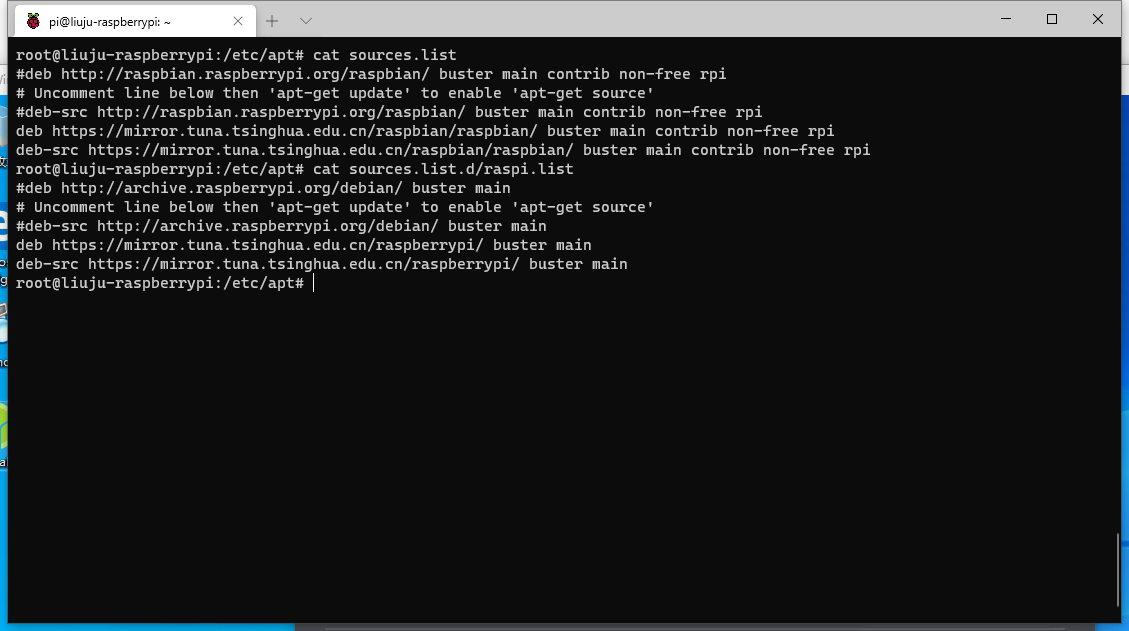 pi@liuju-raspberrypi: ~
root@liuju-raspberrypi:/etc/apt# cat sources.list
#deb http://raspbian.raspberrypi.org/raspbian/ buster main contrib non-free rpi
# Uncomment line below then 'apt-get update' to enable 'apt-get source'
#deb-src http://raspbian.raspberrypi.org/raspbian/ buster main contrib non-free rpi
deb https://mirror.tuna.tsinghua.edu.cn/raspbian/raspbian/ buster main contrib non-free rpi
deb-src https://mirror.tuna.tsinghua.edu.cn/raspbian/raspbian/ buster main contrib non-free rpi
root@liuju-raspberrypi:/etc/apt# cat sources.list.d/raspi.list
#deb http://archive.raspberrypi.org/debian/ buster main
# Uncomment line below then 'apt-get update' to enable 'apt-get source'
#deb-src http://archive.raspberrypi.org/debian/ buster main
deb https://mirror.tuna.tsinghua.edu.cn/raspberrypi/ buster main
deb-src https://mirror.tuna.tsinghua.edu.cn/raspberrypi/ buster main
root@liuju-raspberrypi:/etc/apt#